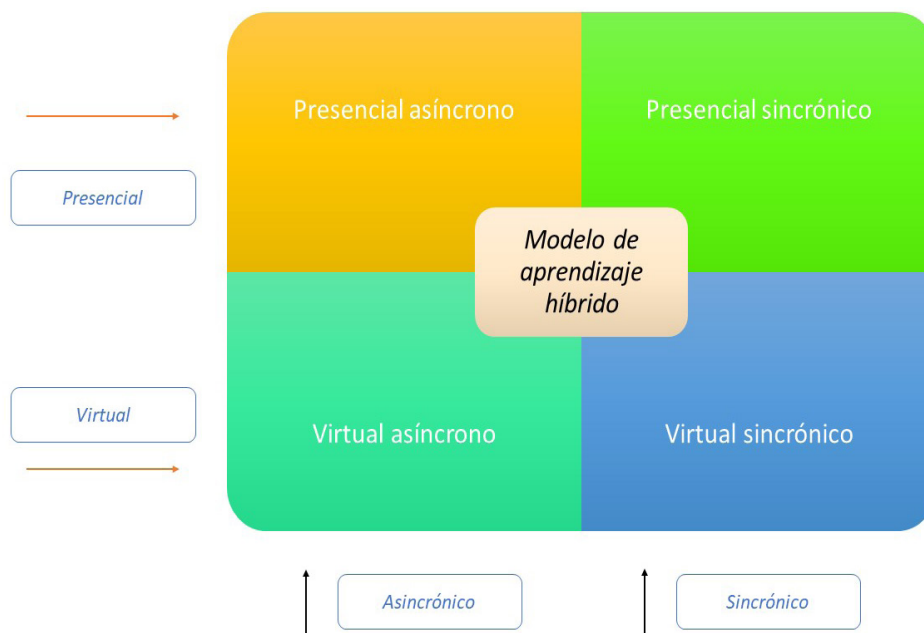 Presencial asíncrono
Presencial sincrónico
Presencial
Modelo de
aprendizaje
híbrido
Virtual
Virtual asíncrono
Virtual sincrónico
Asincrónico
Sincrónico